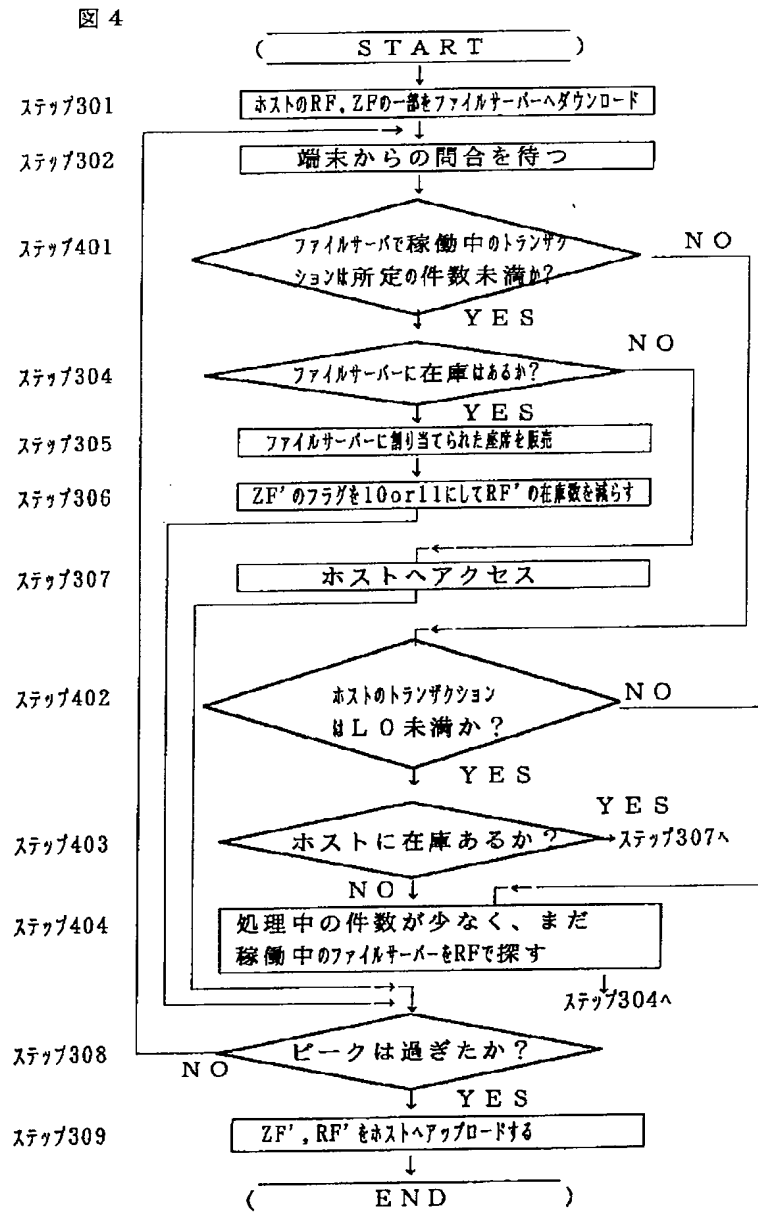 図4
START
ステップ301
ホストのRF,ZFの一部をファイルサーバーへダウンロード
ステップ302
端末からの問合を待つ
ステップ401
ファイルサーバで稼働中のトランザク
ションは所定の件数未満か?
NO
YES
ステップ304
ファイルサーバーに在庫はあるか?
NO
YES
ステップ305
ファイルサーバーに割り当てられた座席を販売
ステップ306
ZF'のフラグを10or11にしてRF'の在庫数を減らす
ステップ307
ホストへアクセス
ステップ402
ホストのトランザクション
はLO未満か?
NO
YES
ステップ403
ホストに在庫あるか?
YES
→ステップ307へ
NO
ステップ404
処理中の件数が少なく、まだ
稼働中のファイルサーバーをRFで探す
ステップ304へ
ステップ308
ピークは過ぎたか?
NO
YES
ステップ309
ZF',RF'をホストへアップロードする
END